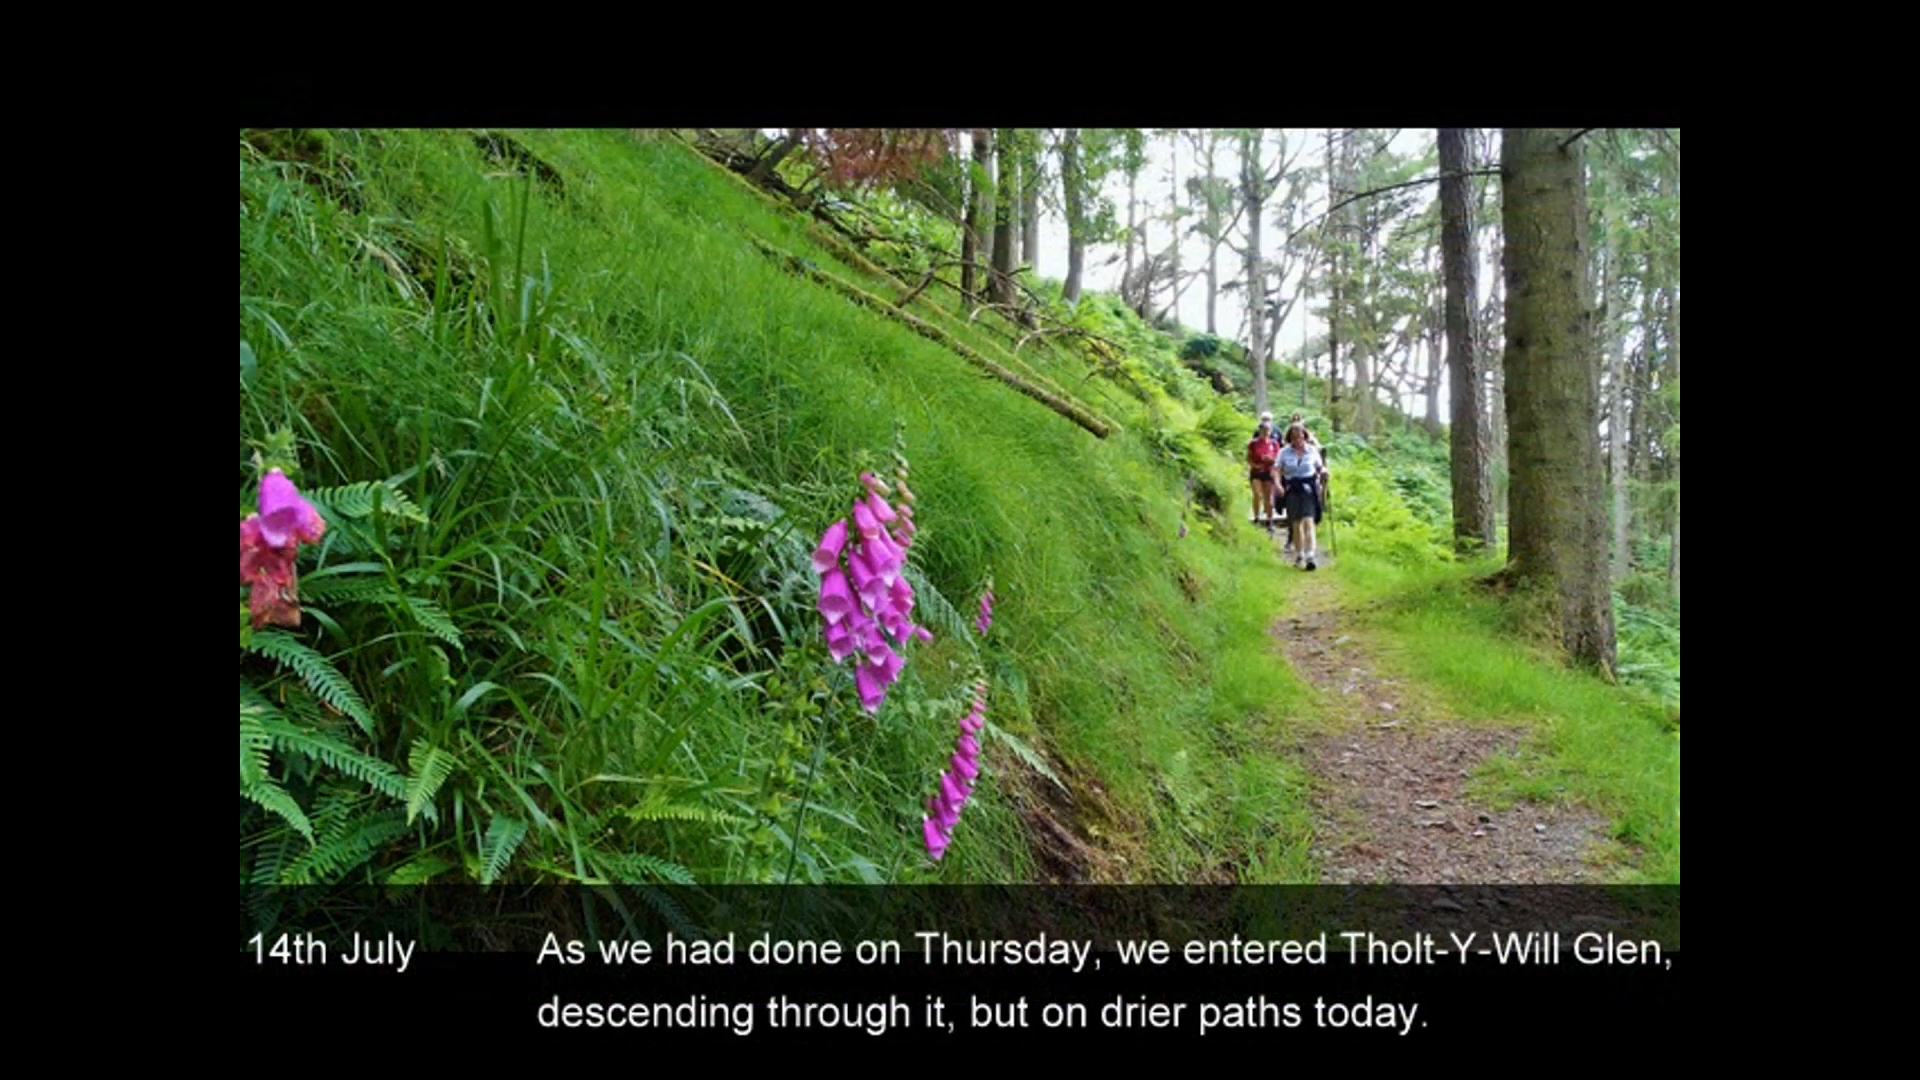 14th July As we had done on Thursday, we entered Tholt-Y-Will Glen,
descending through it, but on drier paths today.